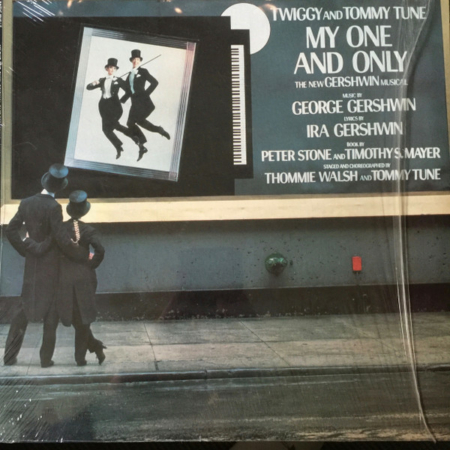 TWIGGY AND TOMMY TUNE
MY ONE
AND ONLY
THE NEW GERSHWIN MUSICAL
MUSIC BY
GEORGE GERSHWIN
LYRICS BY
IRA GERSHWIN
BOOK BY
PETER STONE AND TIMOTHY S. MAYER
STAGED AND CHOREOGRAPHED BY
THOMMIE WALSH AND TOMMY TUNE